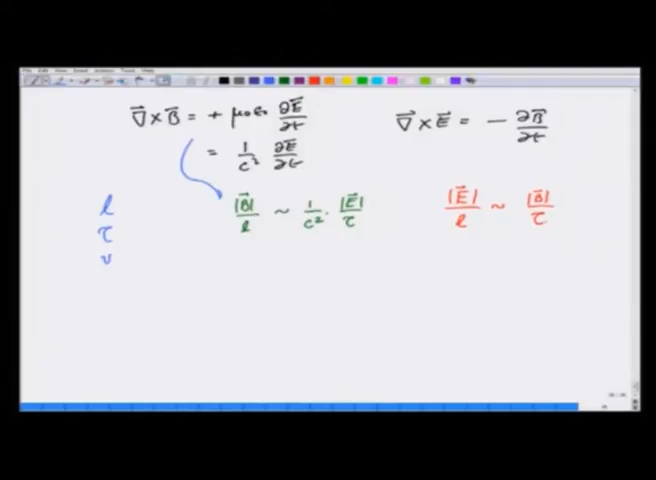 ∇⃗ × B⃗ = + μ₀ε₀ ∂E⃗/∂t
= 1/c² ∂E⃗/∂t
∇⃗ × E⃗ = − ∂B⃗/∂t
l
τ
v
|B⃗|/l ~ 1/c² · |E⃗|/τ
|E⃗|/l ~ |B⃗|/τ